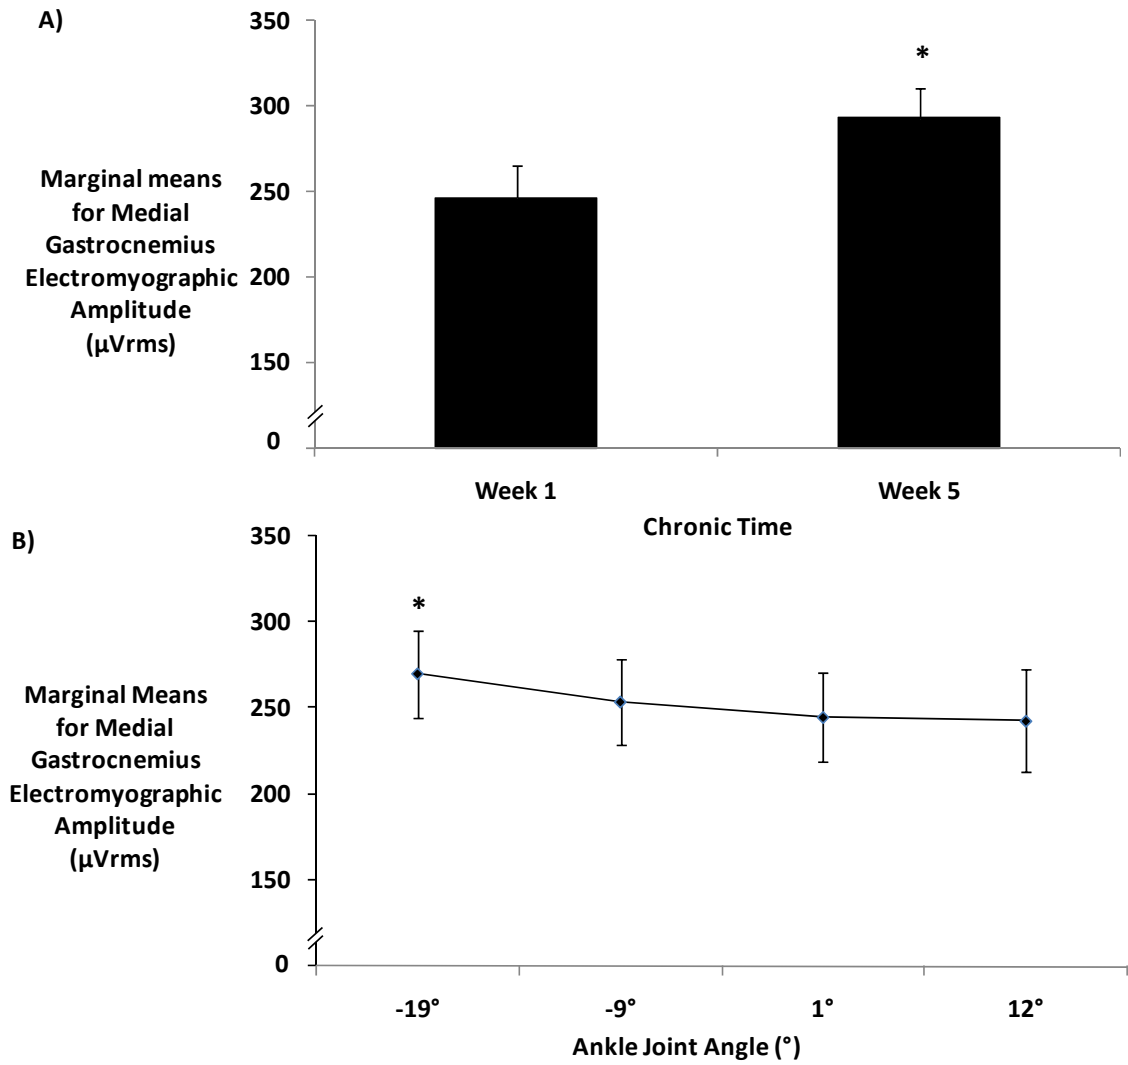 A)
350
*
300
250
200
150
0
Marginal means
for Medial
Gastrocnemius
Electromyographic
Amplitude
(µVrms)
Week 1
Week 5
Chronic Time
B)
350
*
300
250
200
150
0
Marginal Means
for Medial
Gastrocnemius
Electromyographic
Amplitude
(µVrms)
-19°
-9°
1°
12°
Ankle Joint Angle (°)